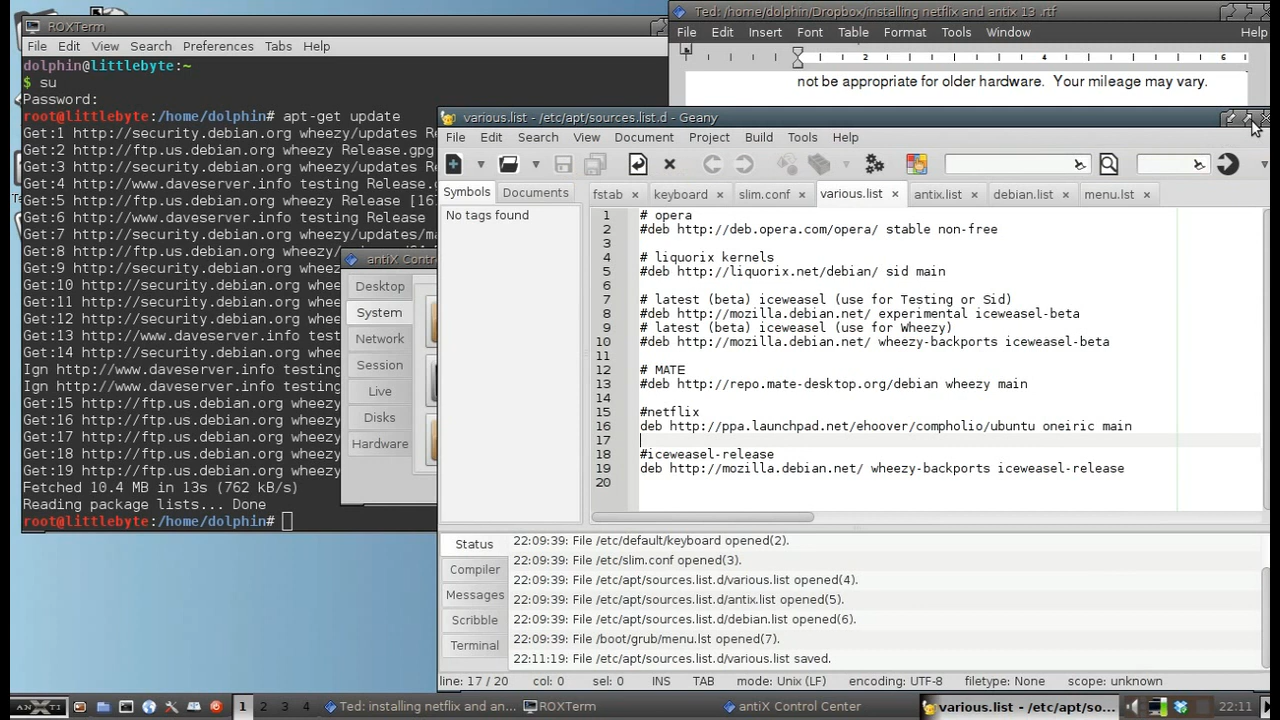 ROXTerm
File Edit View Search Preferences Tabs Help
dolphin@littlebyte:~
$ su
Password:
root@littlebyte:/home/dolphin# apt-get update
Get:1 http://security.debian.org wheezy/updates Re
Get:2 http://ftp.us.debian.org wheezy Release.gpg
Get:3 http://security.debian.org wheezy/updates Re
Get:4 http://www.daveserver.info testing Release.
Get:5 http://ftp.us.debian.org wheezy Release [16
Get:6 http://www.daveserver.info testing Release
Get:7 http://security.debian.org wheezy/updates/ma
Get:8 http://ftp.us.debian.org wheezy
Get:9 http://security.debian.org whee
Get:10 http://security.debian.org whe
Get:11 http://security.debian.org whe
Get:12 http://security.debian.org whe
Get:13 http://www.daveserver.info tes
Get:14 http://security.debian.org whe
Ign http://www.daveserver.info testing
Ign http://www.daveserver.info testing
Get:15 http://ftp.us.debian.org wheezy
Get:16 http://ftp.us.debian.org wheezy
Get:17 http://ftp.us.debian.org wheezy
Get:18 http://ftp.us.debian.org wheezy
Get:19 http://ftp.us.debian.org wheezy
Fetched 10.4 MB in 13s (762 kB/s)
Reading package lists... Done
root@littlebyte:/home/dolphin#
Ted: /home/dolphin/Dropbox/installing netflix and antix 13 .rtf
File Edit Insert Font Table Format Tools Window Help
2 4 6
not be appropriate for older hardware. Your mileage may vary.
antiX Contr
Desktop
System
Network
Session
Live
Disks
Hardware
various.list - /etc/apt/sources.list.d - Geany
File Edit Search View Document Project Build Tools Help
Symbols Documents
No tags found
fstab keyboard slim.conf various.list antix.list debian.list menu.lst
1 # opera
2 #deb http://deb.opera.com/opera/ stable non-free
3
4 # liquorix kernels
5 #deb http://liquorix.net/debian/ sid main
6
7 # latest (beta) iceweasel (use for Testing or Sid)
8 #deb http://mozilla.debian.net/ experimental iceweasel-beta
9 # latest (beta) iceweasel (use for Wheezy)
10 #deb http://mozilla.debian.net/ wheezy-backports iceweasel-beta
11
12 # MATE
13 #deb http://repo.mate-desktop.org/debian wheezy main
14
15 #netflix
16 deb http://ppa.launchpad.net/ehoover/compholio/ubuntu oneiric main
17
18 #iceweasel-release
19 deb http://mozilla.debian.net/ wheezy-backports iceweasel-release
20
Status
Compiler
Messages
Scribble
Terminal
22:09:39: File /etc/default/keyboard opened(2).
22:09:39: File /etc/slim.conf opened(3).
22:09:39: File /etc/apt/sources.list.d/various.list opened(4).
22:09:39: File /etc/apt/sources.list.d/antix.list opened(5).
22:09:39: File /etc/apt/sources.list.d/debian.list opened(6).
22:09:39: File /boot/grub/menu.lst opened(7).
22:11:19: File /etc/apt/sources.list.d/various.list saved.
line: 17 / 20 col: 0 sel: 0 INS TAB mode: Unix (LF) encoding: UTF-8 filetype: None scope: unknown
ANTI 1 2 3 4 Ted: installing netflix and an... ROXTerm antiX Control Center various.list - /etc/apt/so... 22:11